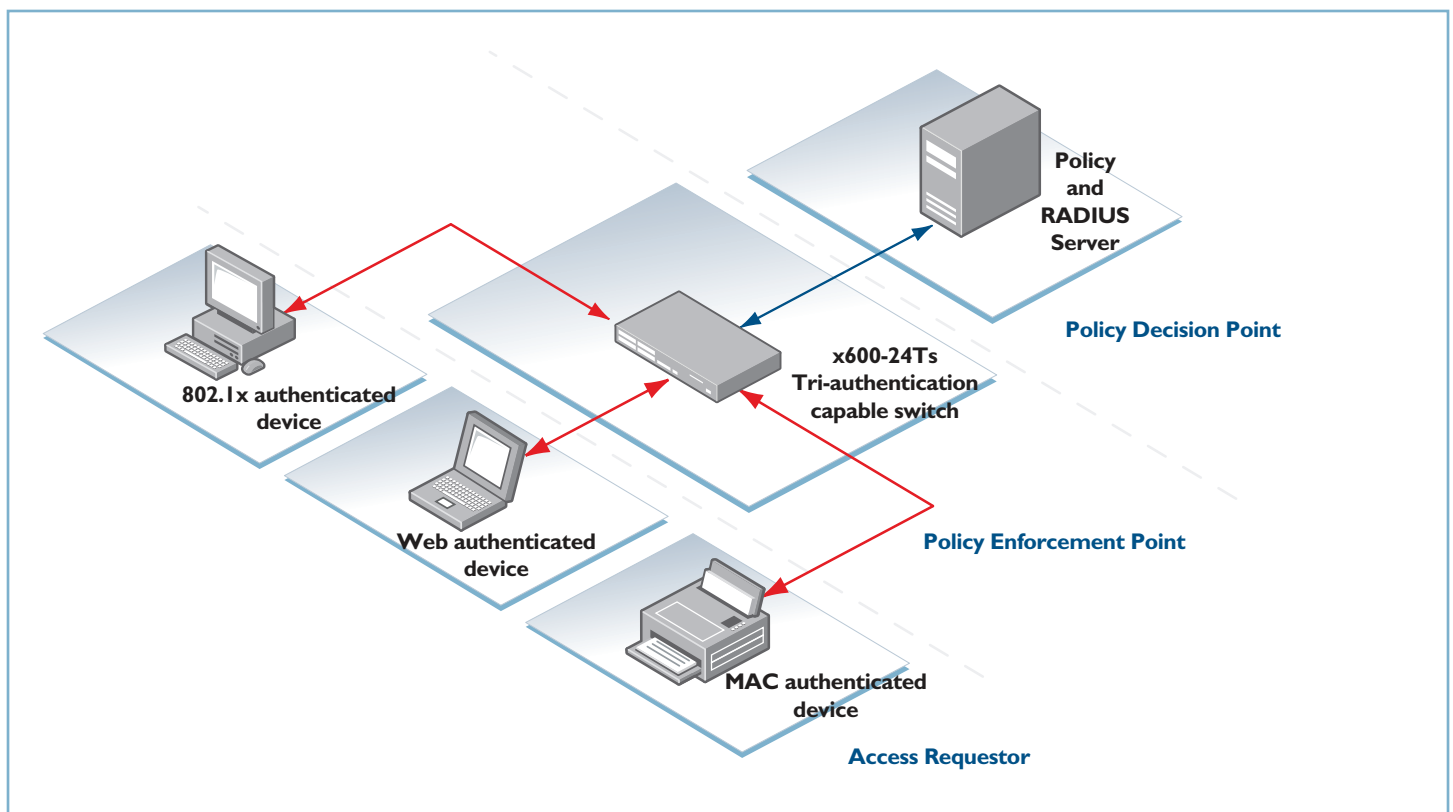 Policy
and
RADIUS
Server
Policy Decision Point
x600-24Ts
Tri-authentication
capable switch
802.1x authenticated
device
Web authenticated
device
Policy Enforcement Point
MAC authenticated
device
Access Requestor